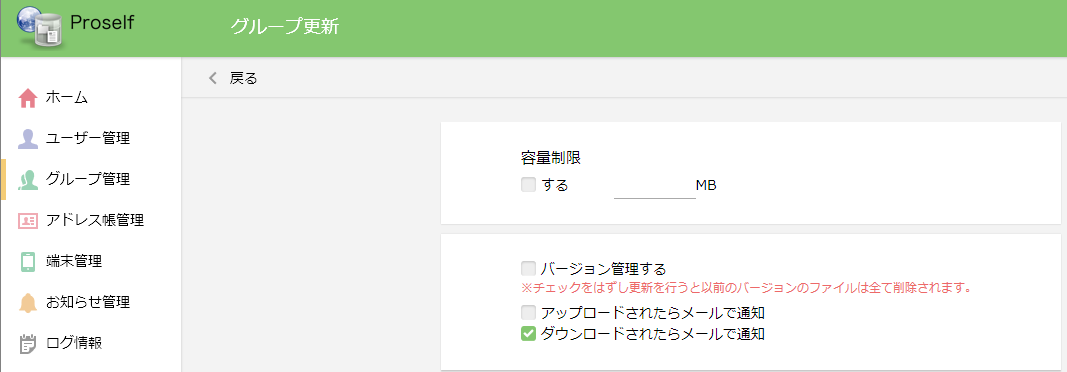 Proself
グループ更新
戻る
ホーム
ユーザー管理
グループ管理
アドレス帳管理
端末管理
お知らせ管理
ログ情報
容量制限
する MB
バージョン管理する
※チェックをはずし更新を行うと以前のバージョンのファイルは全て削除されます。
アップロードされたらメールで通知
ダウンロードされたらメールで通知